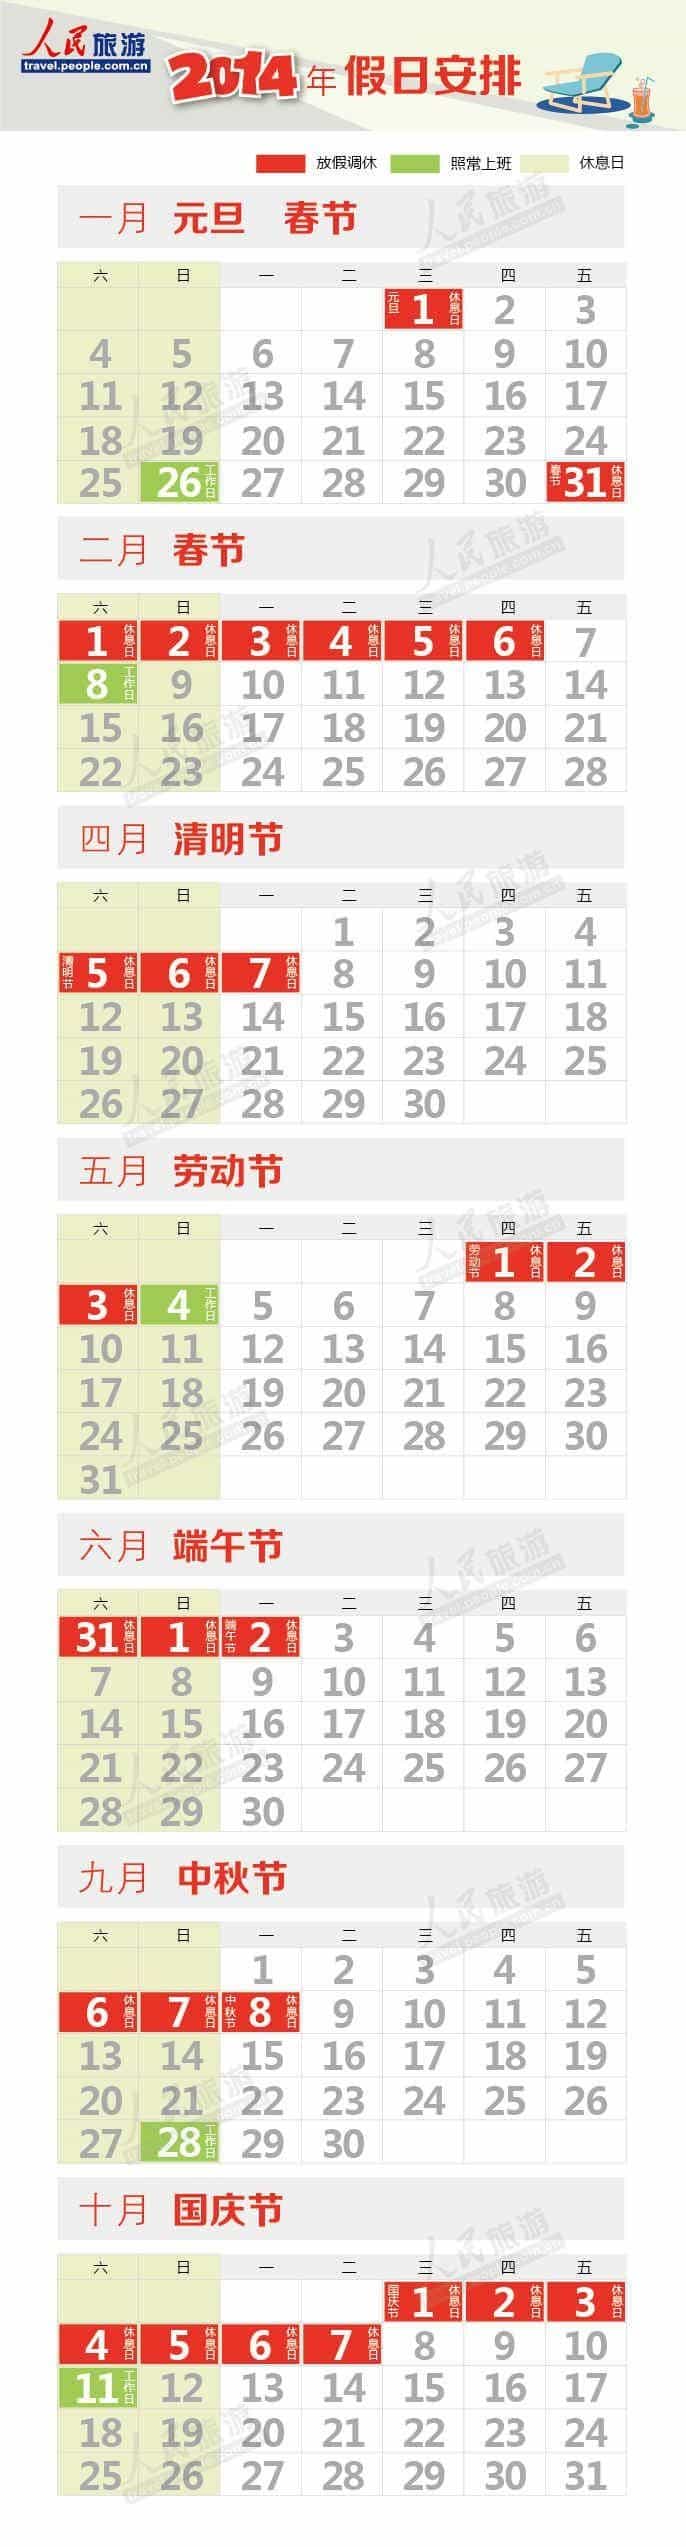 人民旅游
travel.people.com.cn
2014年 假日安排
放假调休 照常上班 休息日
一月 元旦 春节
六 日 一 二 三 四 五
元旦 1 休息日 2 3
4 5 6 7 8 9 10
11 12 13 14 15 16 17
18 19 20 21 22 23 24
25 26 工作日 27 28 29 30 春节 31 休息日
二月 春节
六 日 一 二 三 四 五
1 休息日 2 休息日 3 休息日 4 休息日 5 休息日 6 休息日 7
8 工作日 9 10 11 12 13 14
15 16 17 18 19 20 21
22 23 24 25 26 27 28
四月 清明节
六 日 一 二 三 四 五
1 2 3 4
清明节 5 休息日 6 休息日 7 休息日 8 9 10 11
12 13 14 15 16 17 18
19 20 21 22 23 24 25
26 27 28 29 30
五月 劳动节
六 日 一 二 三 四 五
劳动节 1 休息日 2 休息日
3 休息日 4 工作日 5 6 7 8 9
10 11 12 13 14 15 16
17 18 19 20 21 22 23
24 25 26 27 28 29 30
31
六月 端午节
六 日 一 二 三 四 五
31 休息日 1 休息日 端午节 2 休息日 3 4 5 6
7 8 9 10 11 12 13
14 15 16 17 18 19 20
21 22 23 24 25 26 27
28 29 30
九月 中秋节
六 日 一 二 三 四 五
1 2 3 4 5
6 休息日 7 休息日 中秋节 8 休息日 9 10 11 12
13 14 15 16 17 18 19
20 21 22 23 24 25 26
27 28 工作日 29 30
十月 国庆节
六 日 一 二 三 四 五
国庆节 1 休息日 2 休息日 3 休息日
4 休息日 5 休息日 6 休息日 7 休息日 8 9 10
11 工作日 12 13 14 15 16 17
18 19 20 21 22 23 24
25 26 27 28 29 30 31